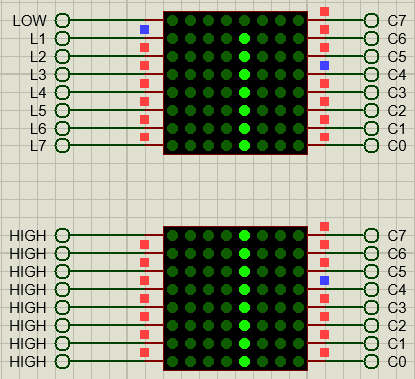 LOW C7
L1 C6
L2 C5
L3 C4
L4 C3
L5 C2
L6 C1
L7 C0
HIGH C7
HIGH C6
HIGH C5
HIGH C4
HIGH C3
HIGH C2
HIGH C1
HIGH C0